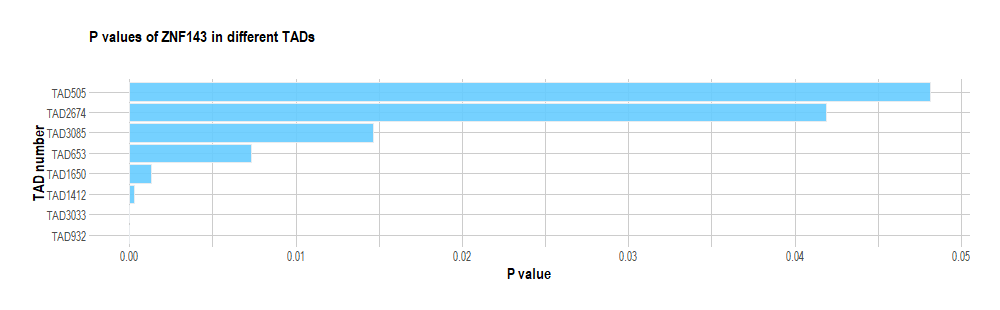 P values of ZNF143 in different TADs
TAD number
TAD505
TAD2674
TAD3085
TAD653
TAD1650
TAD1412
TAD3033
TAD932
0.00 0.01 0.02 0.03 0.04 0.05
P value